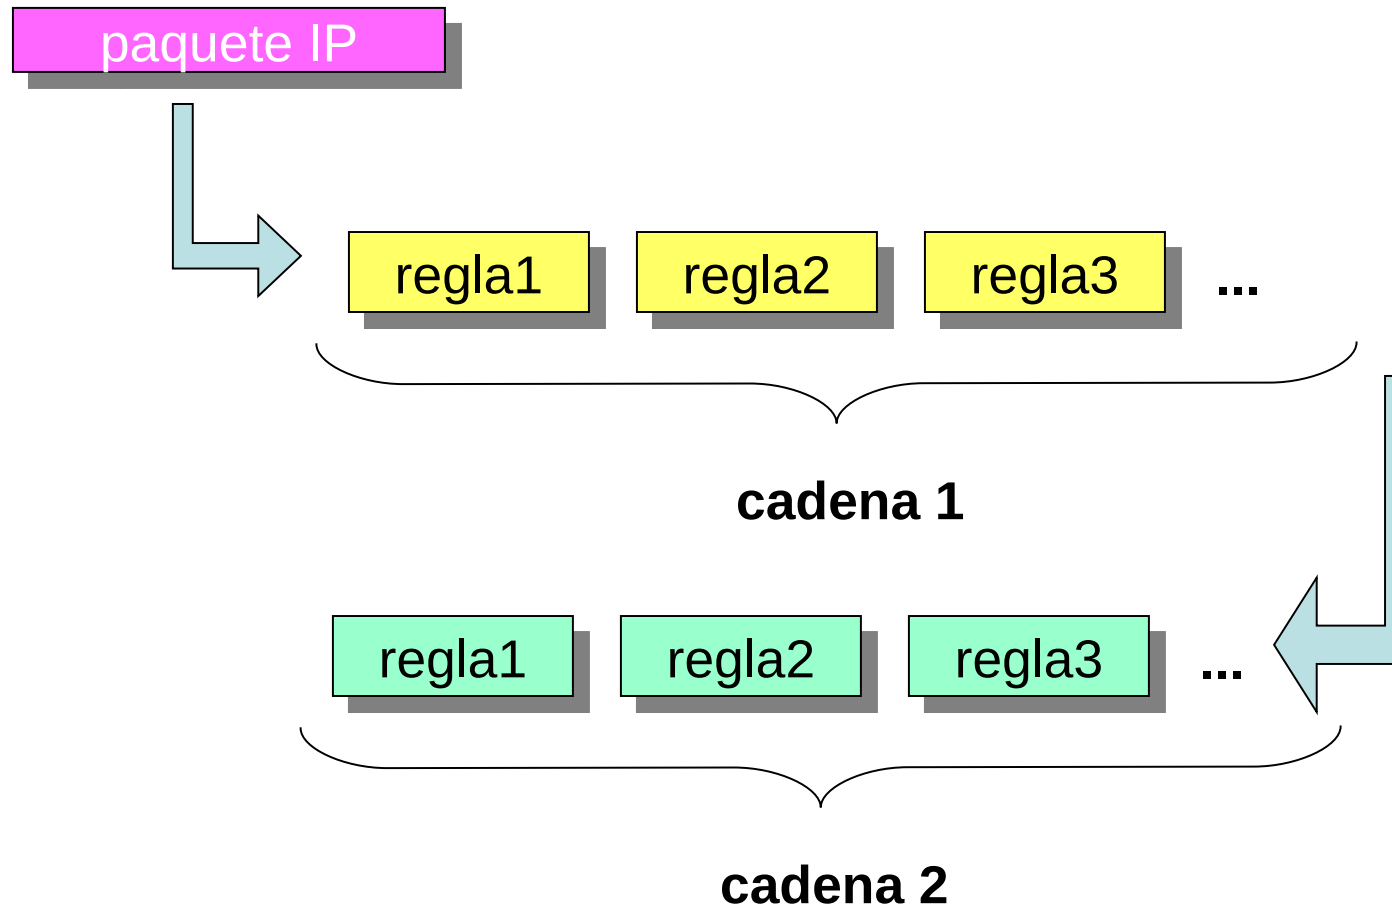 paquete IP
regla1 regla2 regla3 ...
cadena 1
regla1 regla2 regla3 ...
cadena 2